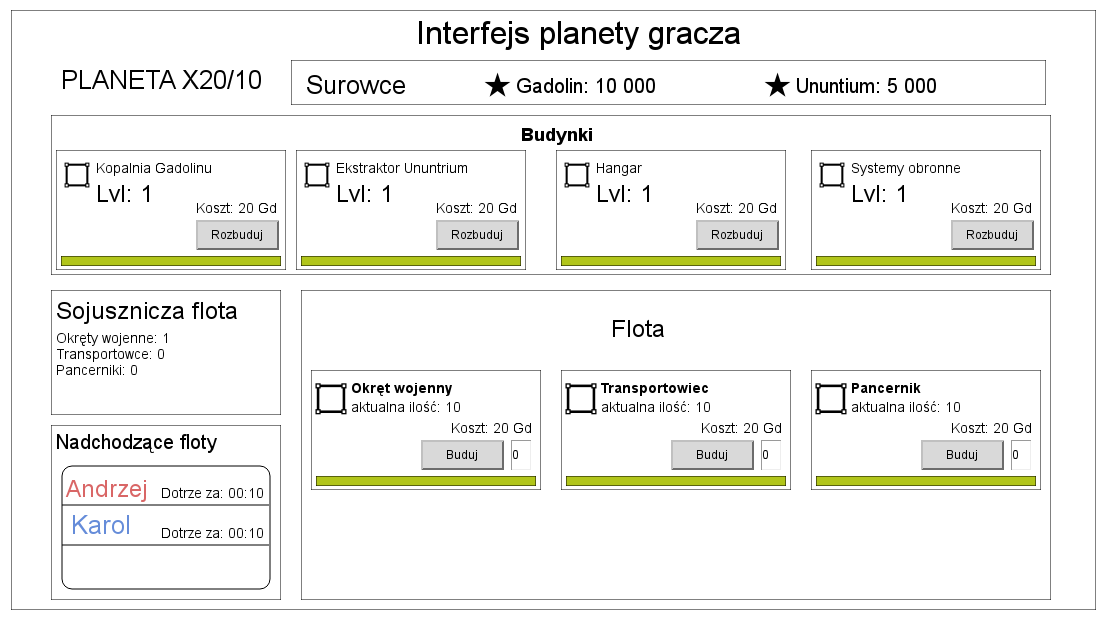 Interfejs planety gracza
PLANETA X20/10
Surowce
★ Gadolin: 10 000
★ Ununtium: 5 000
Budynki
Kopalnia Gadolinu
Lvl: 1
Koszt: 20 Gd
Rozbuduj
Ekstraktor Ununtrium
Lvl: 1
Koszt: 20 Gd
Rozbuduj
Hangar
Lvl: 1
Koszt: 20 Gd
Rozbuduj
Systemy obronne
Lvl: 1
Koszt: 20 Gd
Rozbuduj
Sojusznicza flota
Okręty wojenne: 1
Transportowce: 0
Pancerniki: 0
Nadchodzące floty
Andrzej Dotrze za: 00:10
Karol Dotrze za: 00:10
Flota
Okręt wojenny
aktualna ilość: 10
Koszt: 20 Gd
Buduj 0
Transportowiec
aktualna ilość: 10
Koszt: 20 Gd
Buduj 0
Pancernik
aktualna ilość: 10
Koszt: 20 Gd
Buduj 0